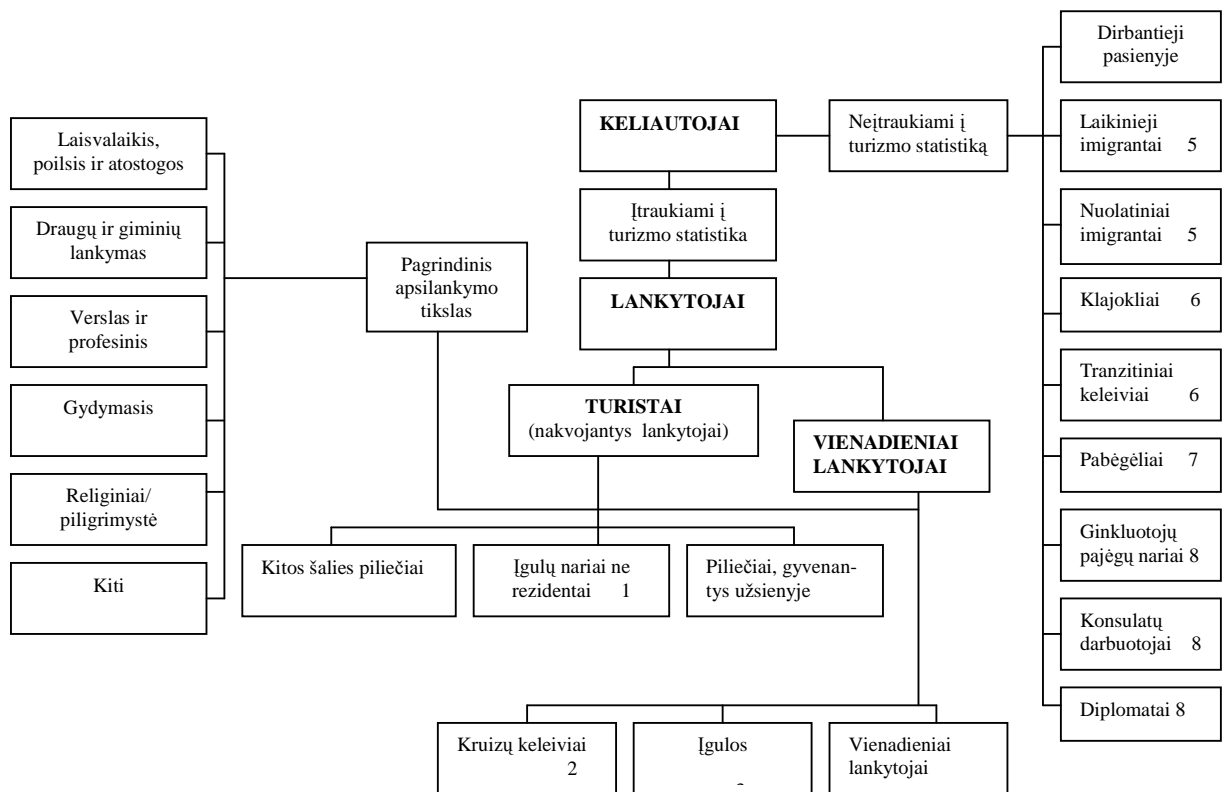 Dirbantieji
pasienyje
KELIAUTOJAI
Neįtraukiami į
turizmo statistiką
Laikinieji
imigrantai 5
Laisvalaikis,
poilsis ir atostogos
Įtraukiami į
turizmo statistika
Nuolatiniai
imigrantai 5
Draugų ir giminių
lankymas
Pagrindinis
apsilankymo
tikslas
LANKYTOJAI
Klajokliai 6
Verslas ir
profesinis
Tranzitiniai
keleiviai 6
Gydymasis
TURISTAI
(nakvojantys lankytojai)
VIENADIENIAI
LANKYTOJAI
Pabėgėliai 7
Religiniai/
piligrimystė
Ginkluotojų
pajėgų nariai 8
Kiti
Kitos šalies piliečiai
Įgulų nariai ne
rezidentai 1
Piliečiai, gyvenan-
tys užsienyje
Konsulatų
darbuotojai 8
Diplomatai 8
Kruizų keleiviai
2
Įgulos
Vienadieniai
lankytojai